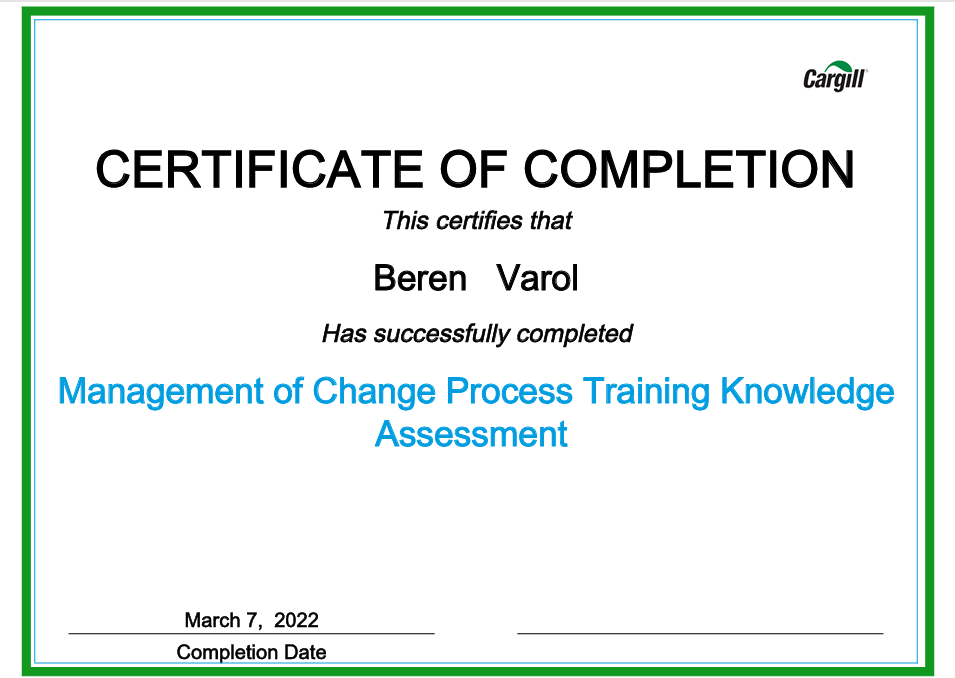 Cargill
CERTIFICATE OF COMPLETION
This certifies that
Beren Varol
Has successfully completed
Management of Change Process Training Knowledge
Assessment
March 7, 2022
Completion Date